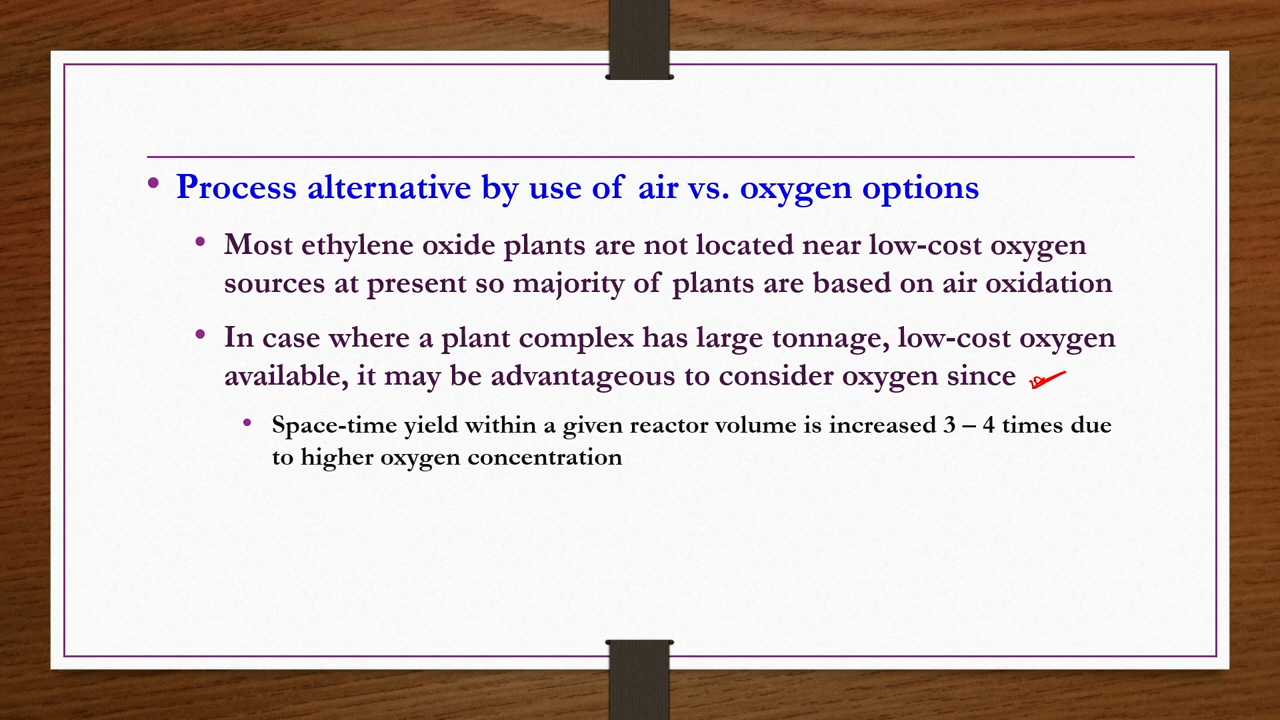 • Process alternative by use of air vs. oxygen options
• Most ethylene oxide plants are not located near low-cost oxygen
sources at present so majority of plants are based on air oxidation
• In case where a plant complex has large tonnage, low-cost oxygen
available, it may be advantageous to consider oxygen since
• Space-time yield within a given reactor volume is increased 3 – 4 times due
to higher oxygen concentration